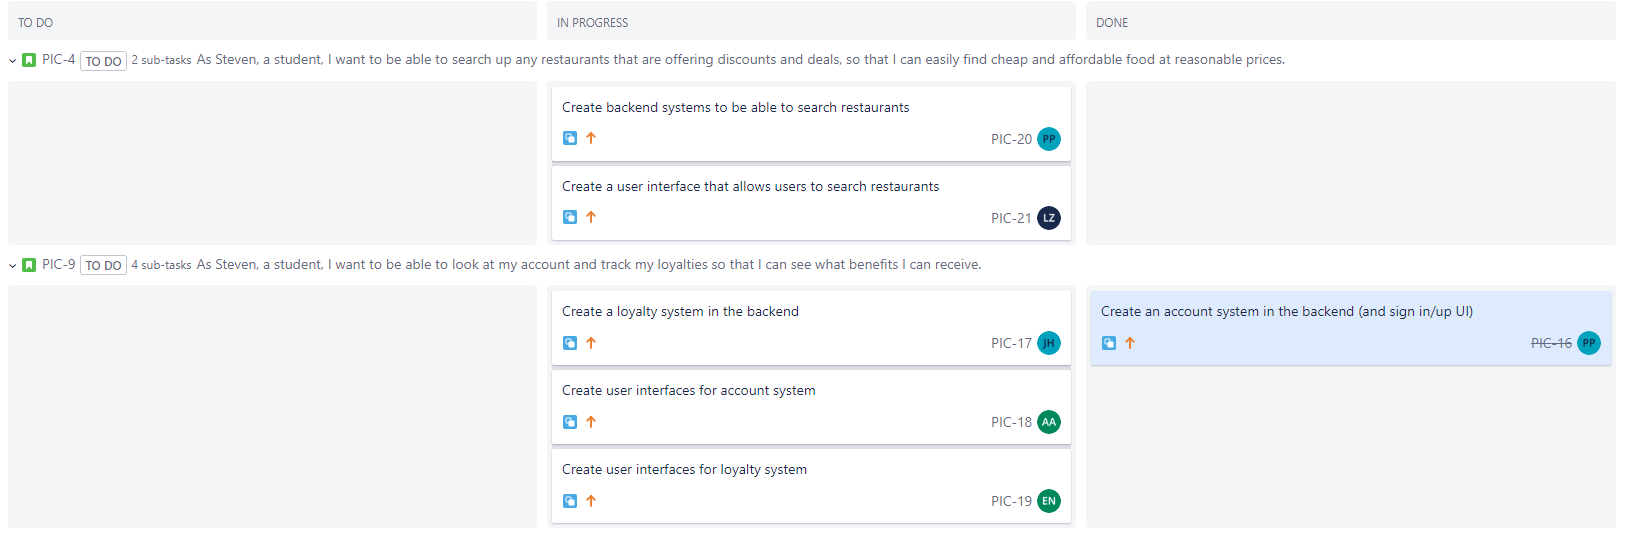 TO DO
IN PROGRESS
DONE
PIC-4 TO DO 2 sub-tasks As Steven, a student, I want to be able to search up any restaurants that are offering discounts and deals, so that I can easily find cheap and affordable food at reasonable prices.
Create backend systems to be able to search restaurants
PIC-20 PP
Create a user interface that allows users to search restaurants
PIC-21 LZ
PIC-9 TO DO 4 sub-tasks As Steven, a student, I want to be able to look at my account and track my loyalties so that I can see what benefits I can receive.
Create a loyalty system in the backend
PIC-17 JH
Create user interfaces for account system
PIC-18 AA
Create user interfaces for loyalty system
PIC-19 EN
Create an account system in the backend (and sign in/up UI)
PIC-16 PP